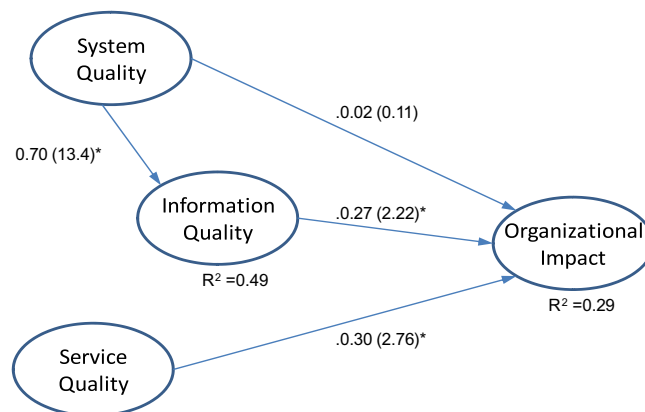 System
Quality
.0.02 (0.11)
0.70 (13.4)*
Information
Quality
.0.27 (2.22)*
Organizational
Impact
R² =0.49
R² =0.29
.0.30 (2.76)*
Service
Quality